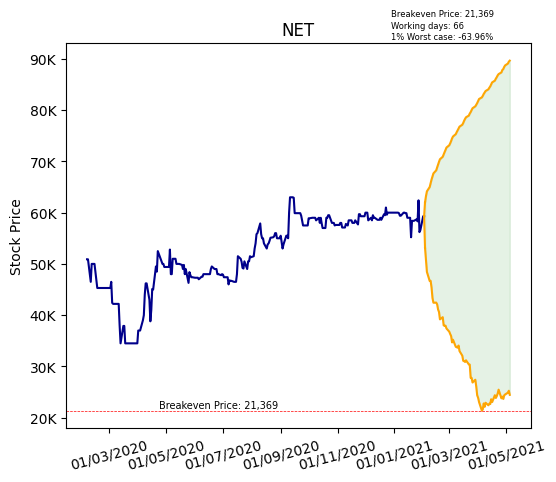 Breakeven Price: 21,369
Working days: 66
1% Worst case: -63.96%
NET
Stock Price
90K
80K
70K
60K
50K
40K
30K
20K
Breakeven Price: 21,369
01/03/2020
01/05/2020
01/07/2020
01/09/2020
01/11/2020
01/01/2021
01/03/2021
01/05/2021